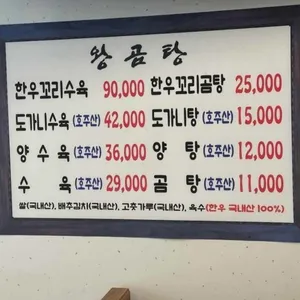 왕곰탕
한우꼬리수육 90,000 한우꼬리곰탕 25,000
도가니수육 (호주산) 42,000 도가니탕 (호주산) 15,000
양수육 (호주산) 36,000 양탕 (호주산) 12,000
수육 (호주산) 29,000 곰탕 (호주산) 11,000
쌀(국내산), 배추김치(국내산), 고춧가루(국내산), 육수(한우 국내산 100%)